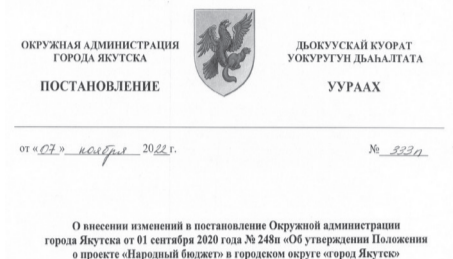 ОКРУЖНАЯ АДМИНИСТРАЦИЯ
ГОРОДА ЯКУТСКА
ПОСТАНОВЛЕНИЕ
ДЬОКУУСКАЙ КУОРАТ
УОКУРУГУН ДЬАҺАЛТАТА
УУРААХ
от «07» ноября 2022 г.
№ 333п
О внесении изменений в постановление Окружной администрации
города Якутска от 01 сентября 2020 года № 248п «Об утверждении Положения
о проекте «Народный бюджет» в городском округе «город Якутск»